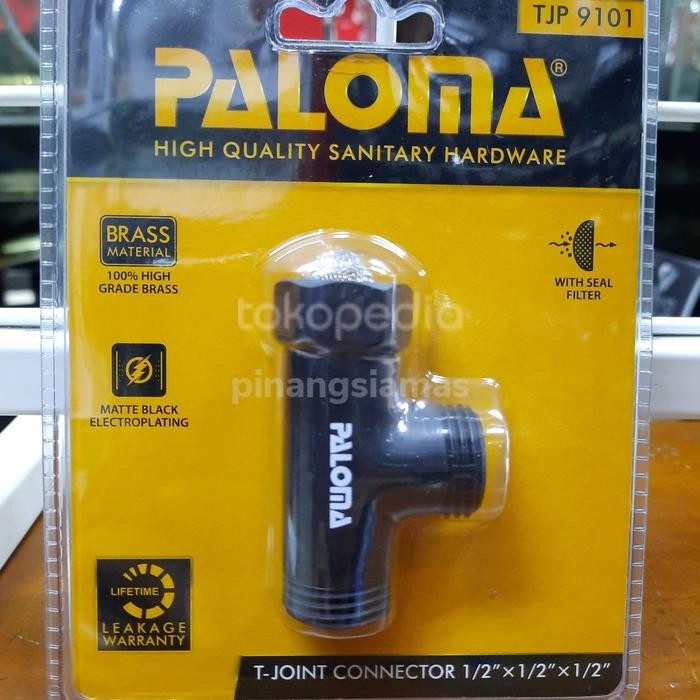 TJP 9101
PALOMA®
HIGH QUALITY SANITARY HARDWARE
BRASS
MATERIAL
100% HIGH
GRADE BRASS
WITH SEAL
FILTER
tokopedia
pinangsiamas
MATTE BLACK
ELECTROPLATING
PALOMA
LIFETIME
LEAKAGE
WARRANTY
T-JOINT CONNECTOR 1/2"×1/2"×1/2"